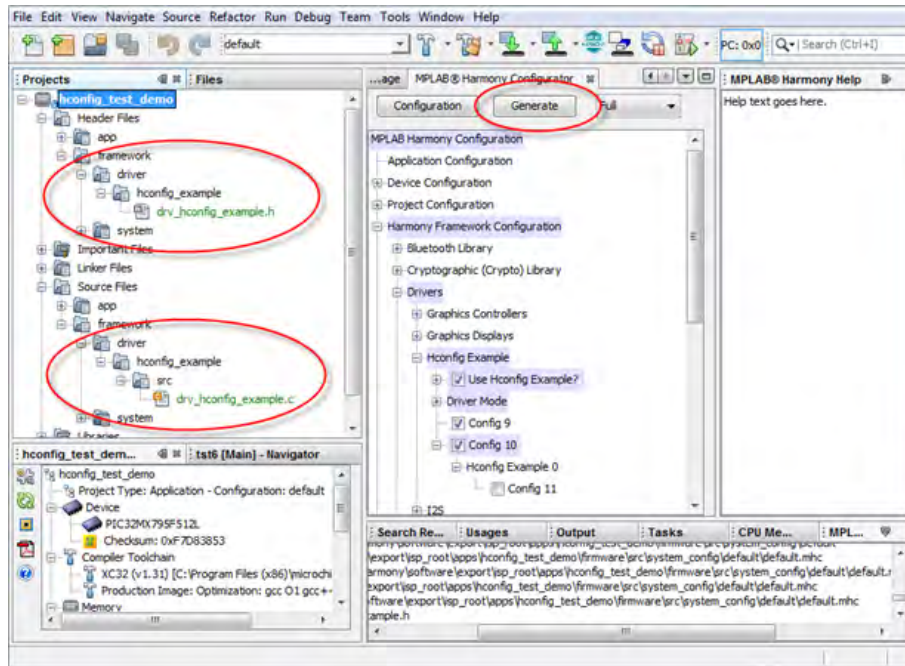 File Edit View Navigate Source Refactor Run Debug Team Tools Window Help
default
PC: 0x0
Search (Ctrl+I)
Projects
Files
hconfig_test_demo
Header Files
app
framework
driver
hconfig_example
drv_hconfig_example.h
system
Important Files
Linker Files
Source Files
app
framework
driver
hconfig_example
src
drv_hconfig_example.c
system
Libraries
...age
MPLAB® Harmony Configurator
Configuration
Generate
Full
MPLAB Harmony Configuration
Application Configuration
Device Configuration
Project Configuration
Harmony Framework Configuration
Bluetooth Library
Cryptographic (Crypto) Library
Drivers
Graphics Controllers
Graphics Displays
Hconfig Example
Use Hconfig Example?
Driver Mode
Config 9
Config 10
Hconfig Example 0
Config 11
I2S
MPLAB® Harmony Help
Help text goes here.
hconfig_test_dem...
tst6 [Main] - Navigator
hconfig_test_demo
Project Type: Application - Configuration: default
Device
PIC32MX795F512L
Checksum: 0xF7D83853
Compiler Toolchain
XC32 (v1.31) [C:\Program Files (x86)\microchi
Production Image: Optimization: gcc O1 gcc++
Memory
Search Re...
Usages
Output
Tasks
CPU Me...
MPL...
\export\isp_root\apps\hconfig_test_demo\firmware\src\system_config\default\default.mhc
armony\software\export\isp_root\apps\hconfig_test_demo\firmware\src\system_config\default\default.
export\isp_root\apps\hconfig_test_demo\firmware\src\system_config\default\default.mhc
ftware\export\isp_root\apps\hconfig_test_demo\firmware\src\system_config\default\default.mhc
ample.h